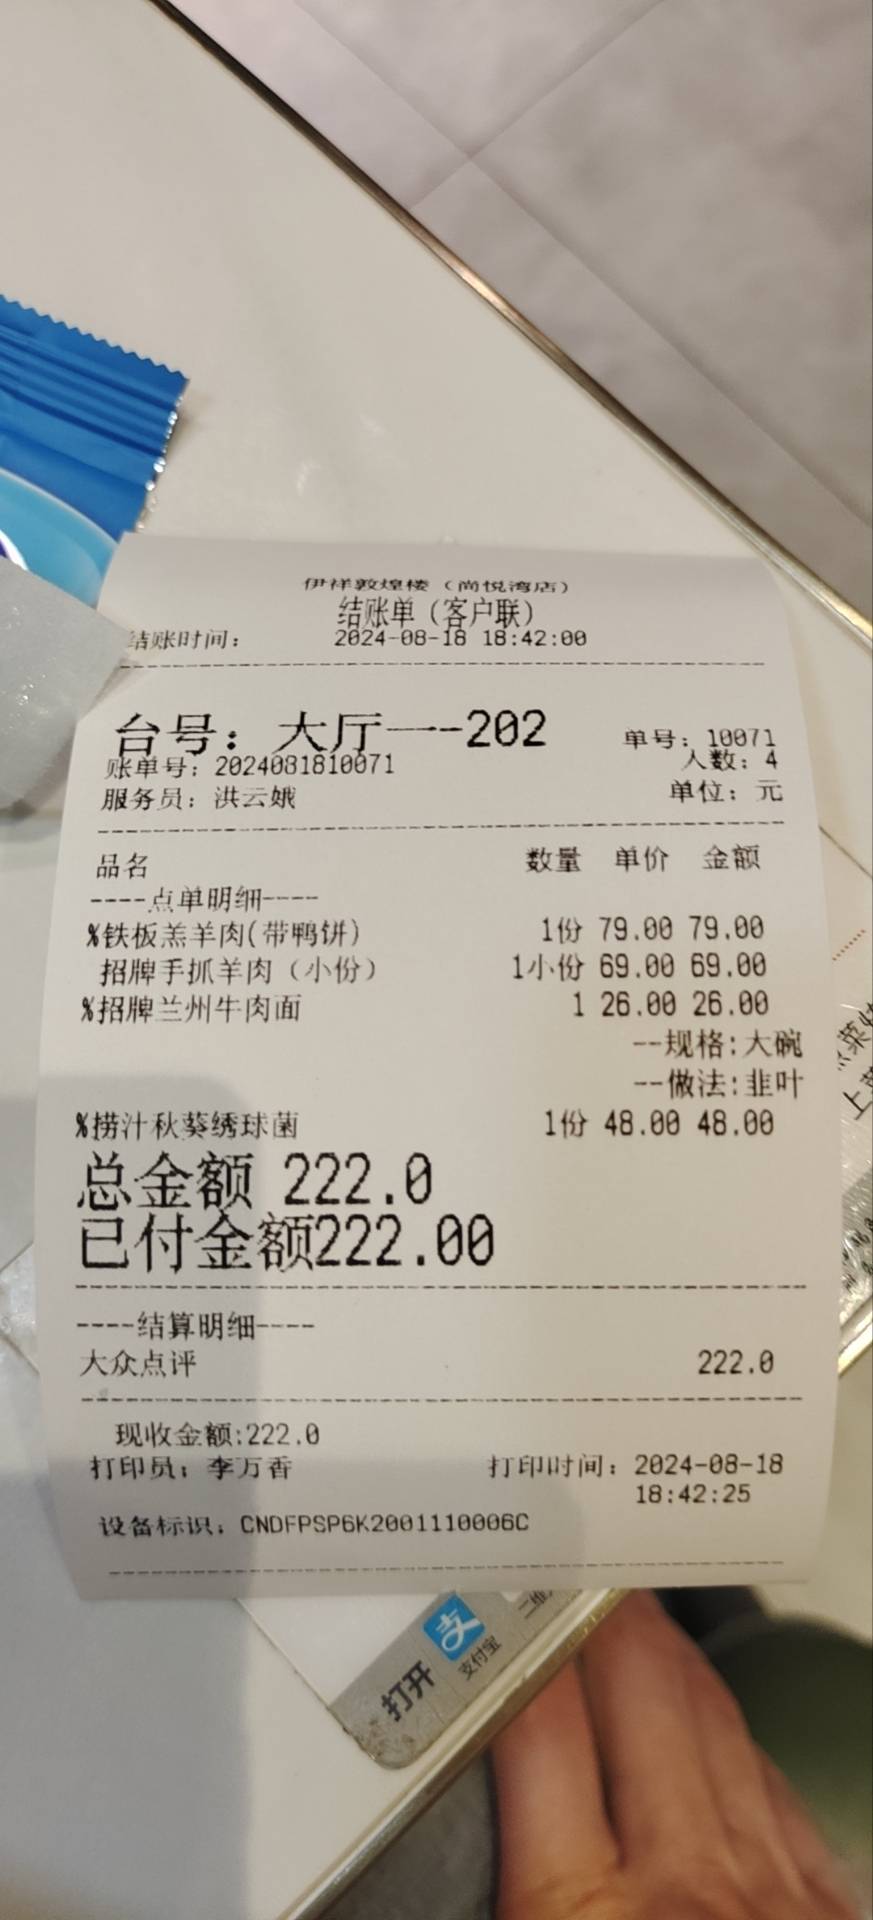 伊祥敦煌楼（尚悦湾店）
结账单（客户联）
结账时间： 2024-08-18 18:42:00
台号：大厅一-202 单号：10071
账单号：2024081810071 人数：4
服务员：洪云娥 单位：元
品名 数量 单价 金额
----点单明细----
%铁板羔羊肉(带鸭饼) 1份 79.00 79.00
招牌手抓羊肉（小份） 1小份 69.00 69.00
%招牌兰州牛肉面 1 26.00 26.00
--规格:大碗
--做法:韭叶
%捞汁秋葵绣球菌 1份 48.00 48.00
总金额 222.0
已付金额222.00
----结算明细----
大众点评 222.0
现收金额:222.0
打印员：李万香 打印时间：2024-08-18
18:42:25
设备标识：CNDFPSP6K2001110006C
打开 支 支付宝